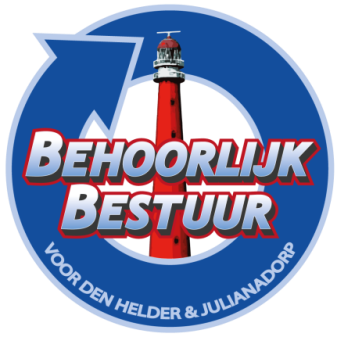 BEHOORLIJK
BESTUUR
VOOR DEN HELDER & JULIANADORP